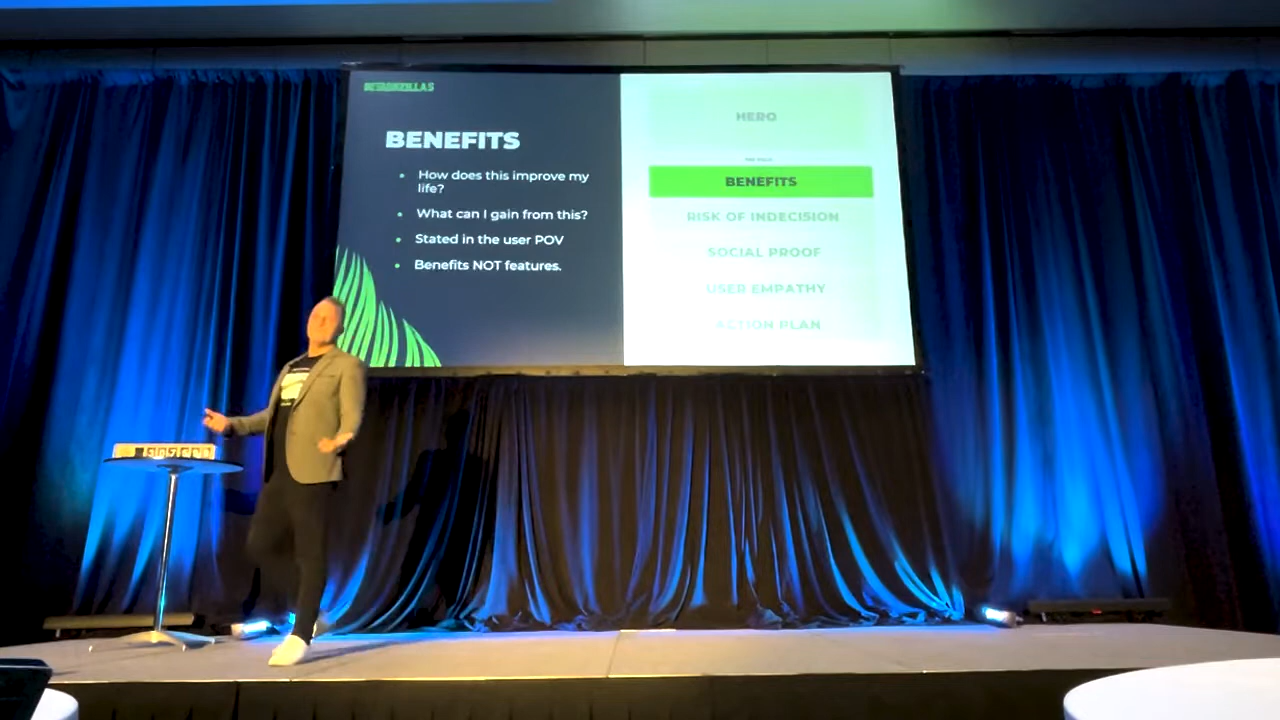 BENEFITS
How does this improve my
life?
What can I gain from this?
Stated in the user POV
Benefits NOT features.
HERO
BENEFITS
RISK OF INDECISION
SOCIAL PROOF
USER EMPATHY
ACTION PLAN